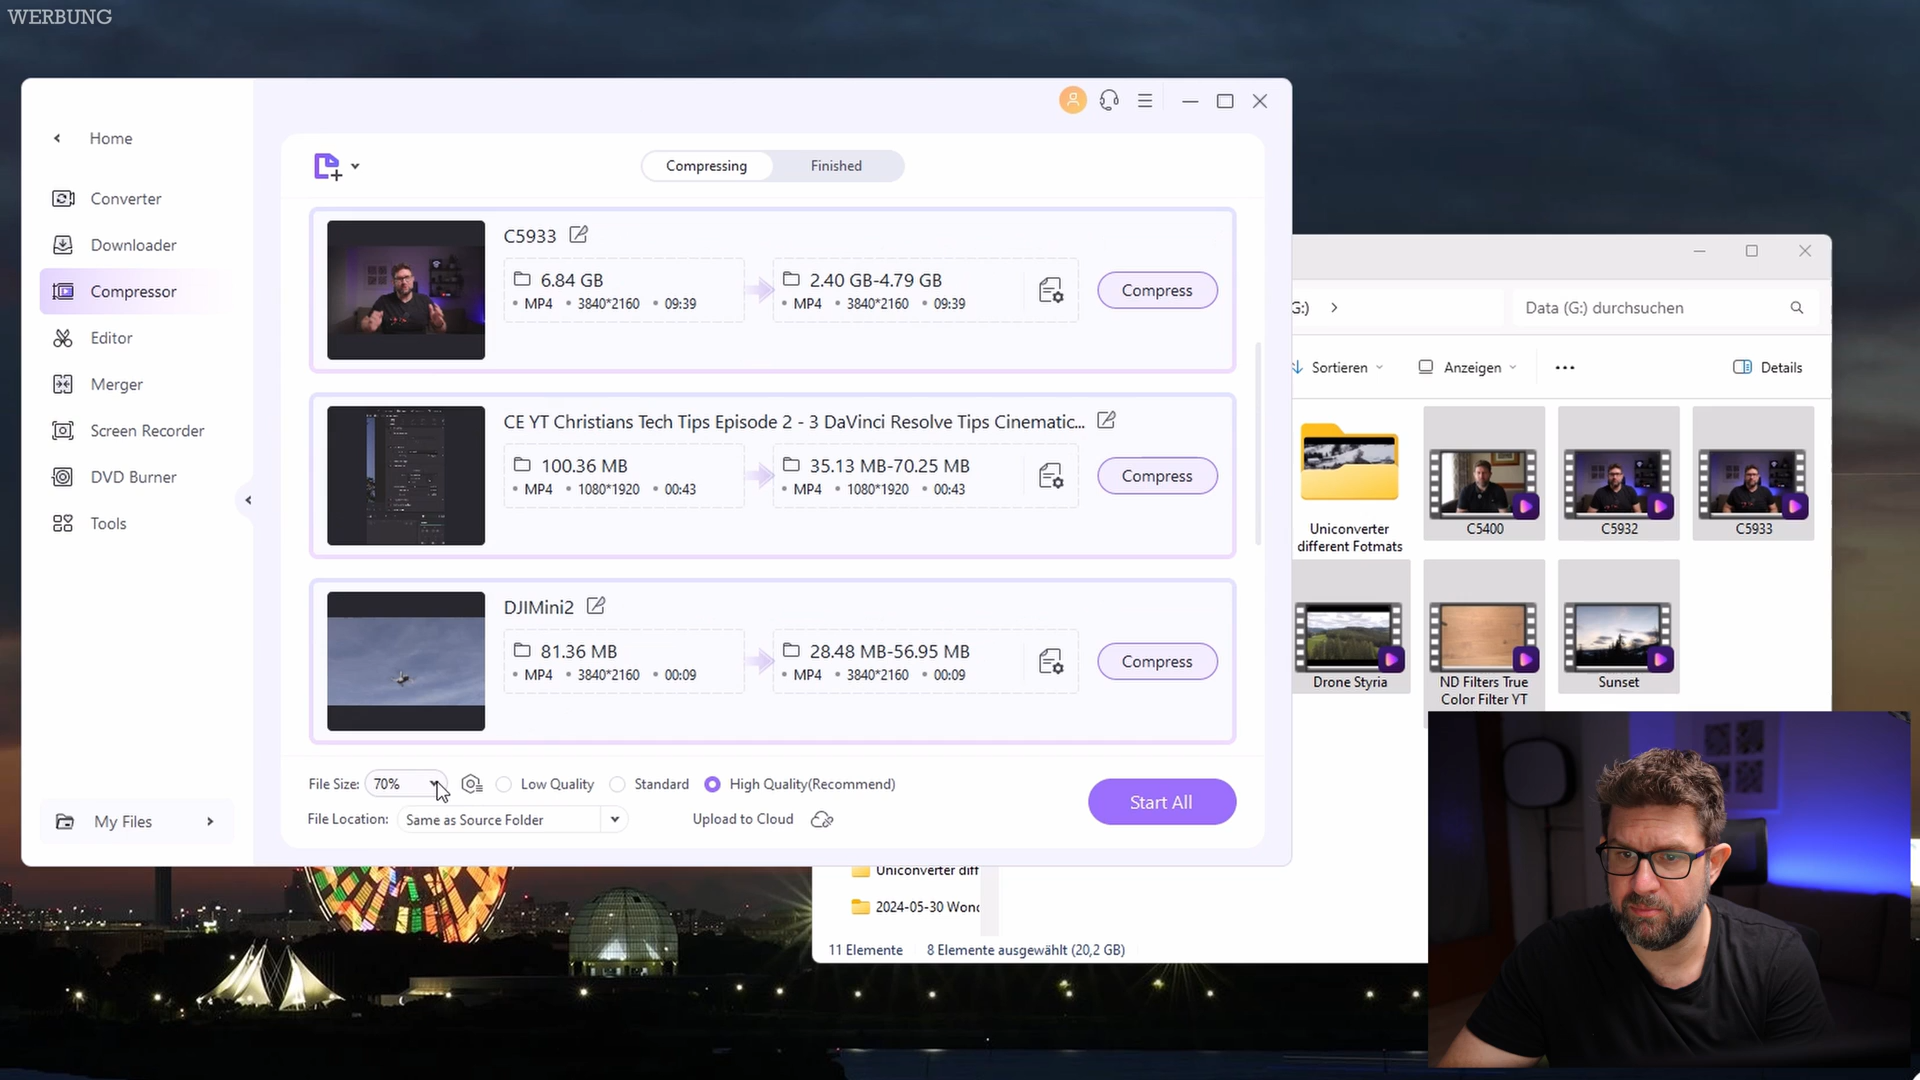 WERBUNG
Home
Converter
Downloader
Compressor
Editor
Merger
Screen Recorder
DVD Burner
Tools
My Files
Compressing
Finished
C5933
6.84 GB
MP4 • 3840*2160 • 09:39
2.40 GB-4.79 GB
MP4 • 3840*2160 • 09:39
Compress
CE YT Christians Tech Tips Episode 2 - 3 DaVinci Resolve Tips Cinematic...
100.36 MB
MP4 • 1080*1920 • 00:43
35.13 MB-70.25 MB
MP4 • 1080*1920 • 00:43
Compress
DJIMini2
81.36 MB
MP4 • 3840*2160 • 00:09
28.48 MB-56.95 MB
MP4 • 3840*2160 • 00:09
Compress
File Size: 70%
Low Quality
Standard
High Quality(Recommend)
File Location: Same as Source Folder
Upload to Cloud
Start All
G:)
Data (G:) durchsuchen
Sortieren
Anzeigen
Details
Uniconverter
different Fotmats
C5400
C5932
C5933
Drone Styria
ND Filters True
Color Filter YT
Sunset
Uniconverter diff
2024-05-30 Wond
11 Elemente
8 Elemente ausgewählt (20,2 GB)